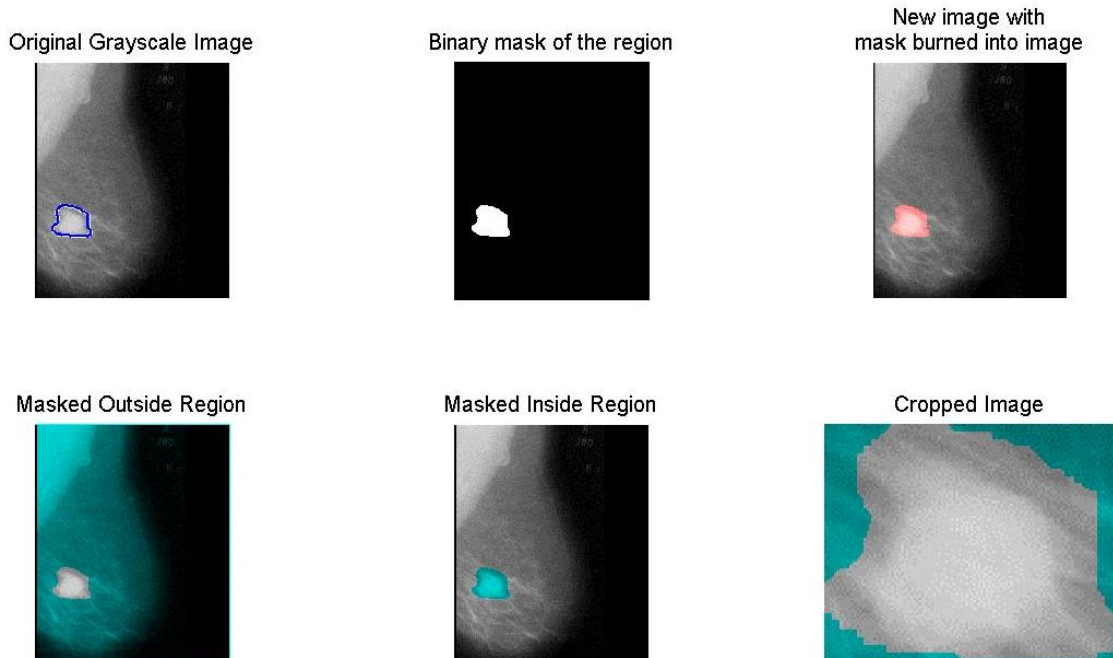 Original Grayscale Image
Binary mask of the region
New image with
mask burned into image
Masked Outside Region
Masked Inside Region
Cropped Image